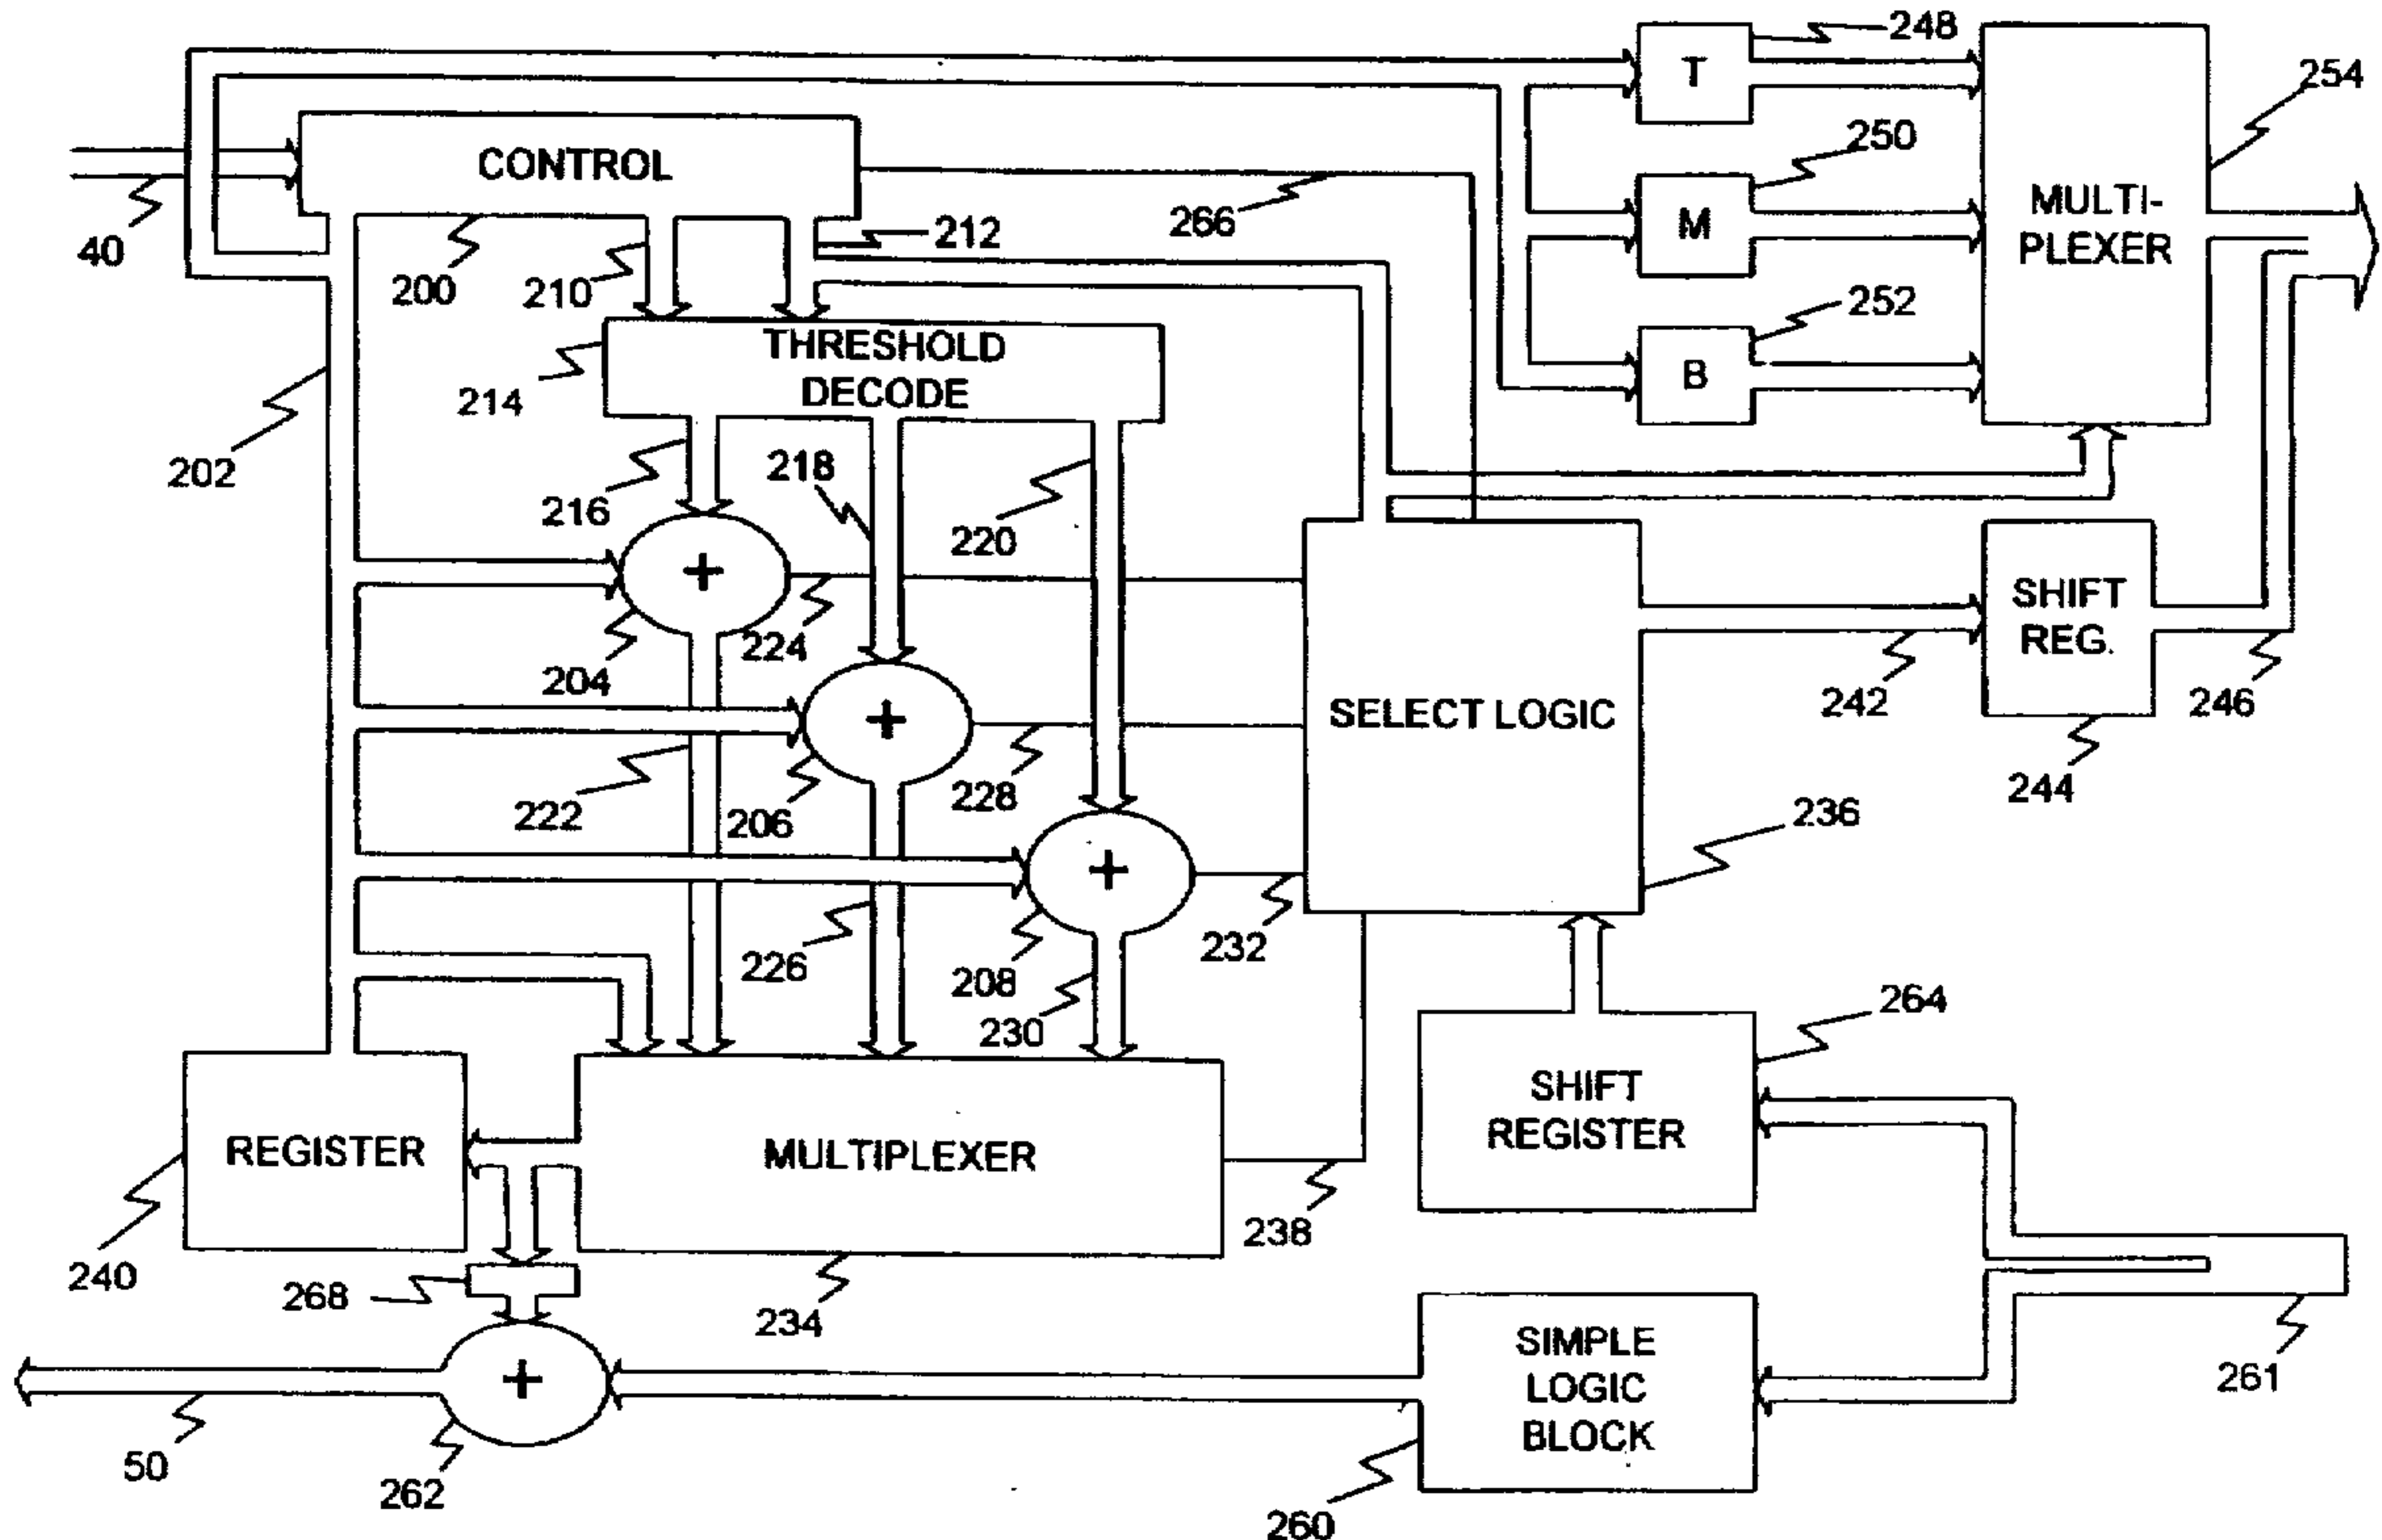 248
T
254
250
CONTROL
MULTI-
PLEXER
M
40
200
210
212
266
252
THRESHOLD
DECODE
B
214
202
218
216
220
+
SHIFT
REG.
224
204
SELECT LOGIC
242
246
+
222
206
228
244
236
+
226
208
232
230
264
SHIFT
REGISTER
REGISTER
MULTIPLEXER
238
240
268
234
SIMPLE
LOGIC
BLOCK
261
+
50
262
260